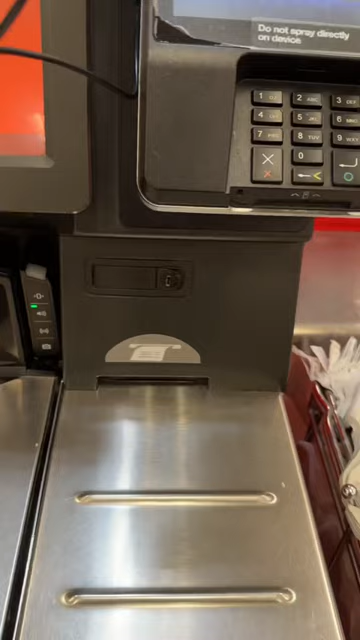 Do not spray directly
on device.
1
2 ABC
3 DEF
4 GHI
5 JKL
6 MNO
7 PQRS
8 TUV
9 WXY
0